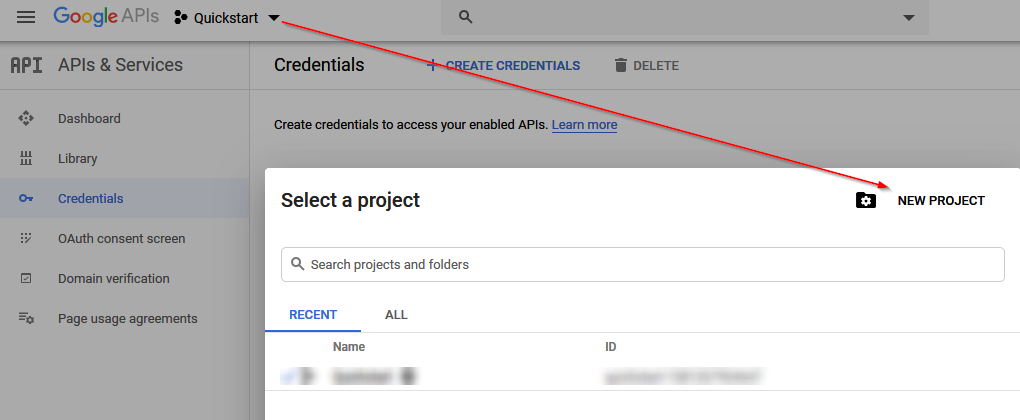 Google APIs Quickstart
API APIs & Services
Credentials CREATE CREDENTIALS DELETE
Dashboard
Create credentials to access your enabled APIs. Learn more
Library
Credentials
Select a project NEW PROJECT
OAuth consent screen
Search projects and folders
Domain verification
Page usage agreements
RECENT ALL
Name ID